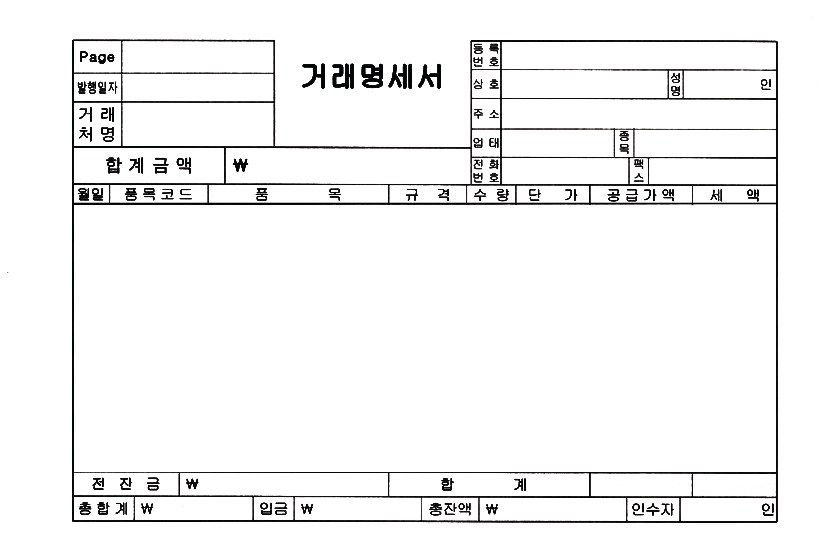 Page
발행일자
거 래
처 명
거래명세서
등 록
번 호
상 호
성
명
인
주 소
업 태
종
목
전 화
번 호
팩
스
합 계 금 액 ₩
월일 품목코드 품 목 규 격 수 량 단 가 공급가액 세 액
전 잔 금 ₩ 합 계
총합계 ₩ 입금 ₩ 총잔액 ₩ 인수자 인